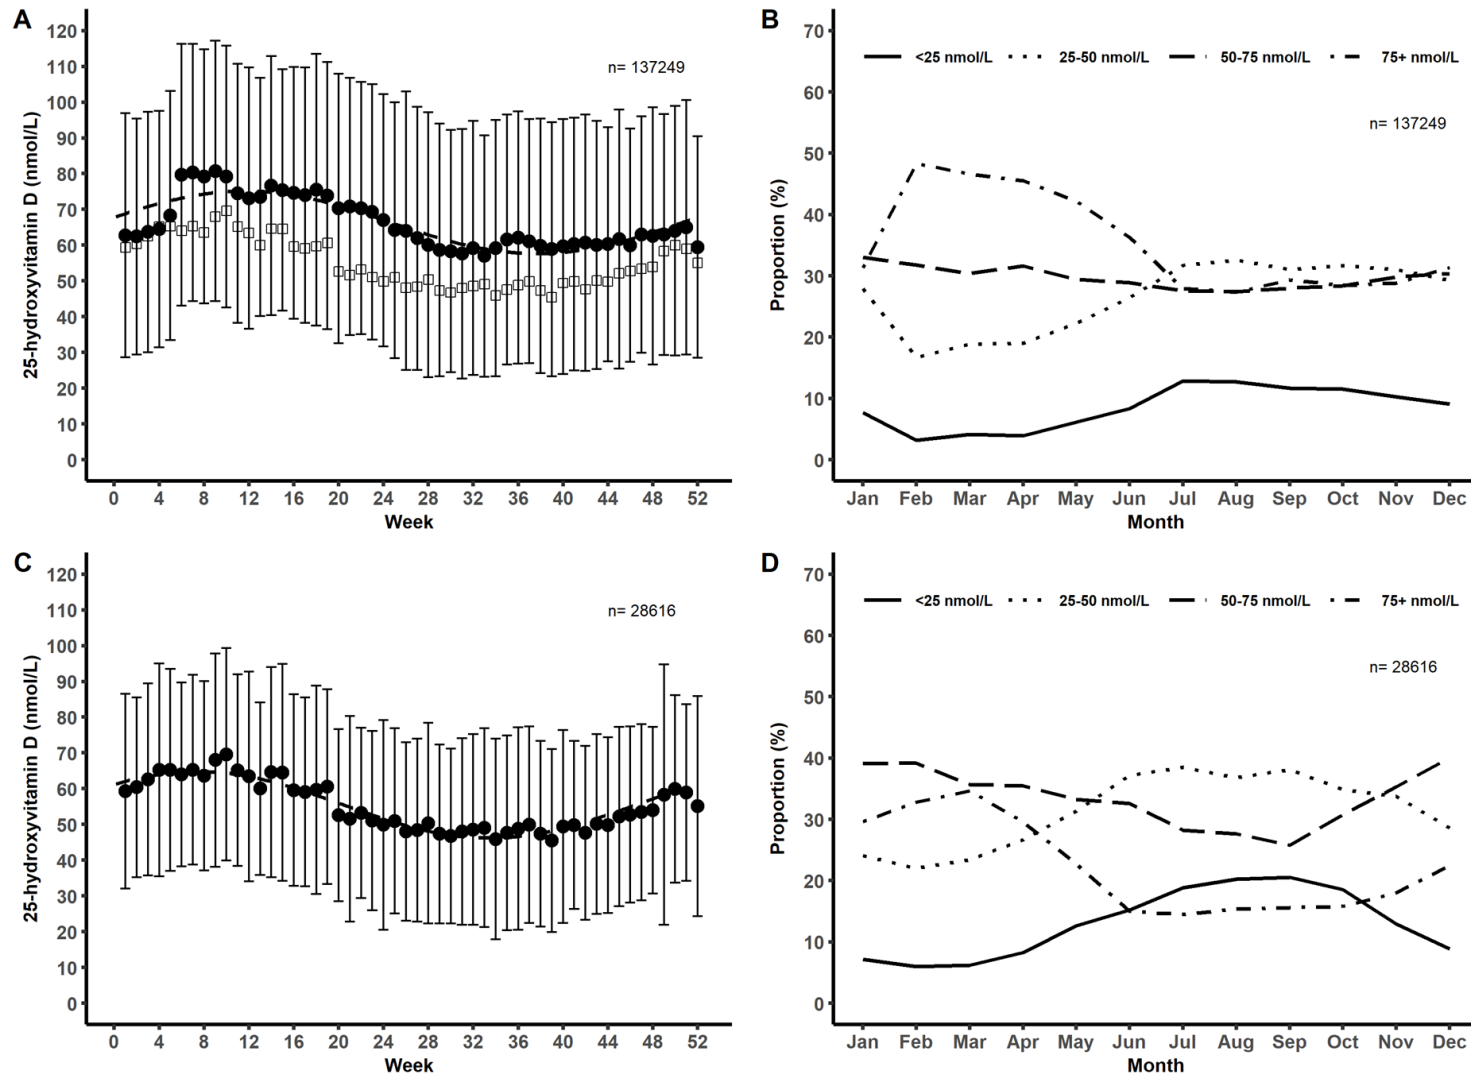 A
25-hydroxyvitamin D (nmol/L)
120
110
100
90
80
70
60
50
40
30
20
10
0
n= 137249
0 4 8 12 16 20 24 28 32 36 40 44 48 52
Week
B
Proportion (%)
70
60
50
40
30
20
10
0
<25 nmol/L 25-50 nmol/L 50-75 nmol/L 75+ nmol/L
n= 137249
Jan Feb Mar Apr May Jun Jul Aug Sep Oct Nov Dec
Month
C
25-hydroxyvitamin D (nmol/L)
120
110
100
90
80
70
60
50
40
30
20
10
0
n= 28616
0 4 8 12 16 20 24 28 32 36 40 44 48 52
Week
D
Proportion (%)
70
60
50
40
30
20
10
0
<25 nmol/L 25-50 nmol/L 50-75 nmol/L 75+ nmol/L
n= 28616
Jan Feb Mar Apr May Jun Jul Aug Sep Oct Nov Dec
Month